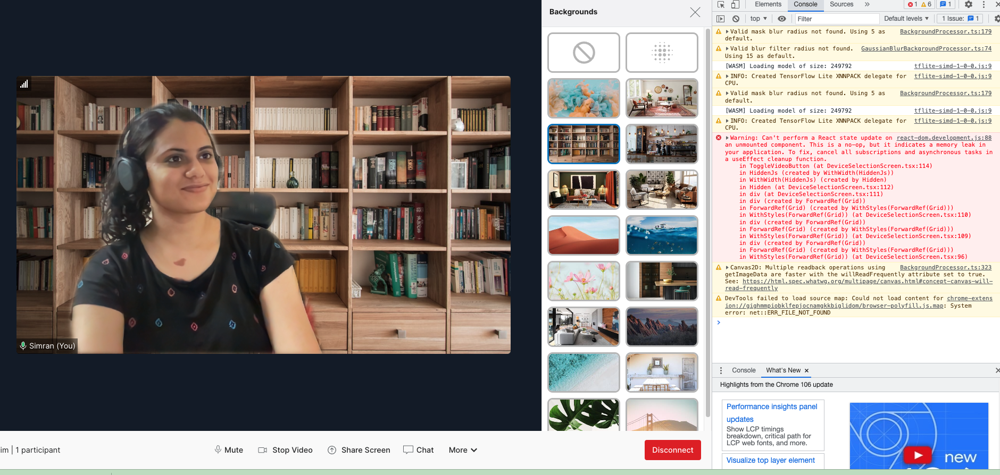 Backgrounds
Simran (You)
im | 1 participant
Mute
Stop Video
Share Screen
Chat
More
Disconnect
Elements
Console
Sources
»
1
6
1
top
Filter
Default levels
1 Issue:
1
Valid mask blur radius not found. Using 5 as BackgroundProcessor.ts:179
default.
Valid blur filter radius not found. GaussianBlurBackgroundProcessor.ts:74
Using 15 as default.
[WASM] Loading model of size: 249792 tflite-simd-1-0-0.js:9
INFO: Created TensorFlow Lite XNNPACK delegate for tflite-simd-1-0-0.js:9
CPU.
Valid mask blur radius not found. Using 5 as BackgroundProcessor.ts:179
default.
[WASM] Loading model of size: 249792 tflite-simd-1-0-0.js:9
INFO: Created TensorFlow Lite XNNPACK delegate for tflite-simd-1-0-0.js:9
CPU.
Warning: Can't perform a React state update on react-dom.development.js:88
an unmounted component. This is a no-op, but it indicates a memory leak in
your application. To fix, cancel all subscriptions and asynchronous tasks in
a useEffect cleanup function.
in ToggleVideoButton (at DeviceSelectionScreen.tsx:114)
in HiddenJs (created by WithWidth(HiddenJs))
in WithWidth(HiddenJs) (created by Hidden)
in Hidden (at DeviceSelectionScreen.tsx:112)
in div (at DeviceSelectionScreen.tsx:111)
in div (created by ForwardRef(Grid))
in ForwardRef(Grid) (created by WithStyles(ForwardRef(Grid)))
in WithStyles(ForwardRef(Grid)) (at DeviceSelectionScreen.tsx:110)
in div (created by ForwardRef(Grid))
in ForwardRef(Grid) (created by WithStyles(ForwardRef(Grid)))
in WithStyles(ForwardRef(Grid)) (at DeviceSelectionScreen.tsx:109)
in div (created by ForwardRef(Grid))
in ForwardRef(Grid) (created by WithStyles(ForwardRef(Grid)))
in WithStyles(ForwardRef(Grid)) (at DeviceSelectionScreen.tsx:96)
Canvas2D: Multiple readback operations using BackgroundProcessor.ts:323
getImageData are faster with the willReadFrequently attribute set to true.
See: https://html.spec.whatwg.org/multipage/canvas.html#concept-canvas-will-
read-frequently
DevTools failed to load source map: Could not load content for chrome-exten
sion://gighmmpiobklfepjocnamgkkbiglidom/browser-polyfill.js.map: System
error: net::ERR_FILE_NOT_FOUND
Console
What's New
Highlights from the Chrome 106 update
Performance insights panel
updates
Show LCP timings
breakdown, critical path for
LCP web fonts, and more.
Visualize top layer element
new